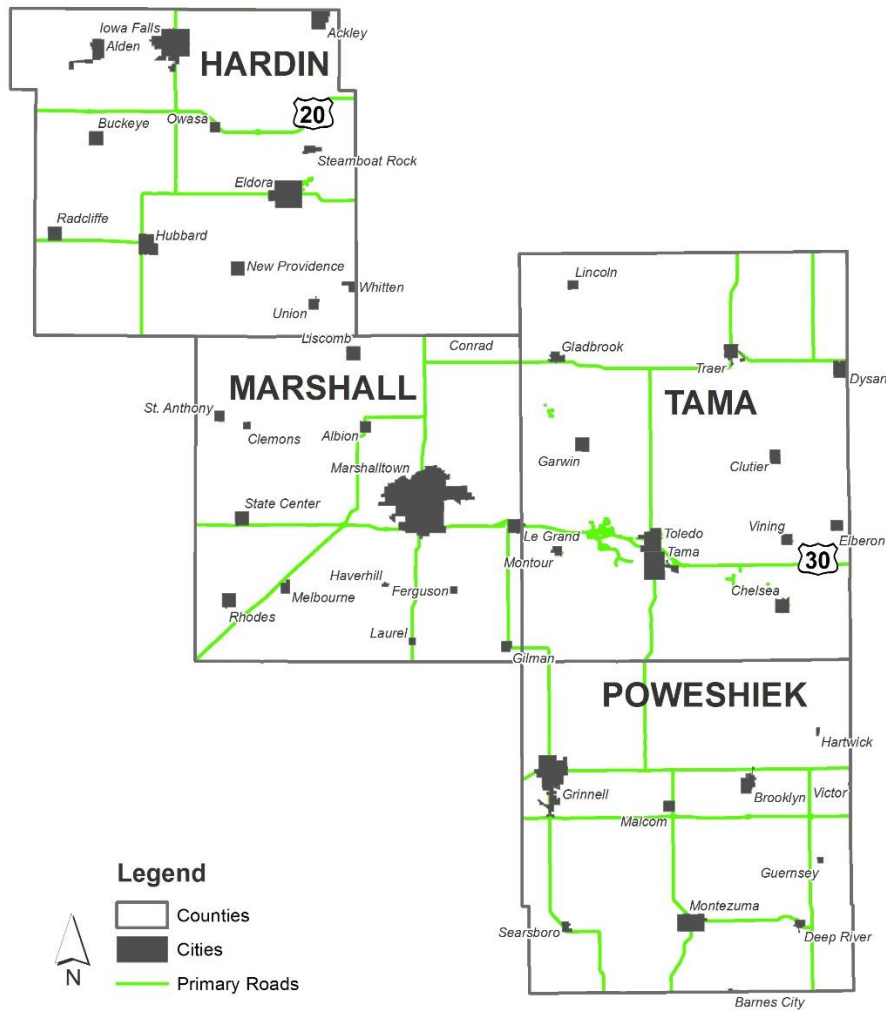 Iowa Falls
Ackley
Alden
HARDIN
20
Buckeye
Owasa
Steamboat Rock
Eldora
Radcliffe
Hubbard
New Providence
Whitten
Union
Lincoln
Liscomb
Conrad
Gladbrook
Traer
Dysart
MARSHALL
TAMA
St. Anthony
Clemons
Albion
Garwin
Clutier
Marshalltown
State Center
Le Grand
Toledo
Vining
Elberon
Montour
Tama
30
Haverhill
Ferguson
Melbourne
Chelsea
Rhodes
Laurel
Gilman
POWESHIEK
Hartwick
Grinnell
Brooklyn
Victor
Malcom
Guernsey
Montezuma
Searsboro
Deep River
Barnes City
Legend
Counties
Cities
Primary Roads
N